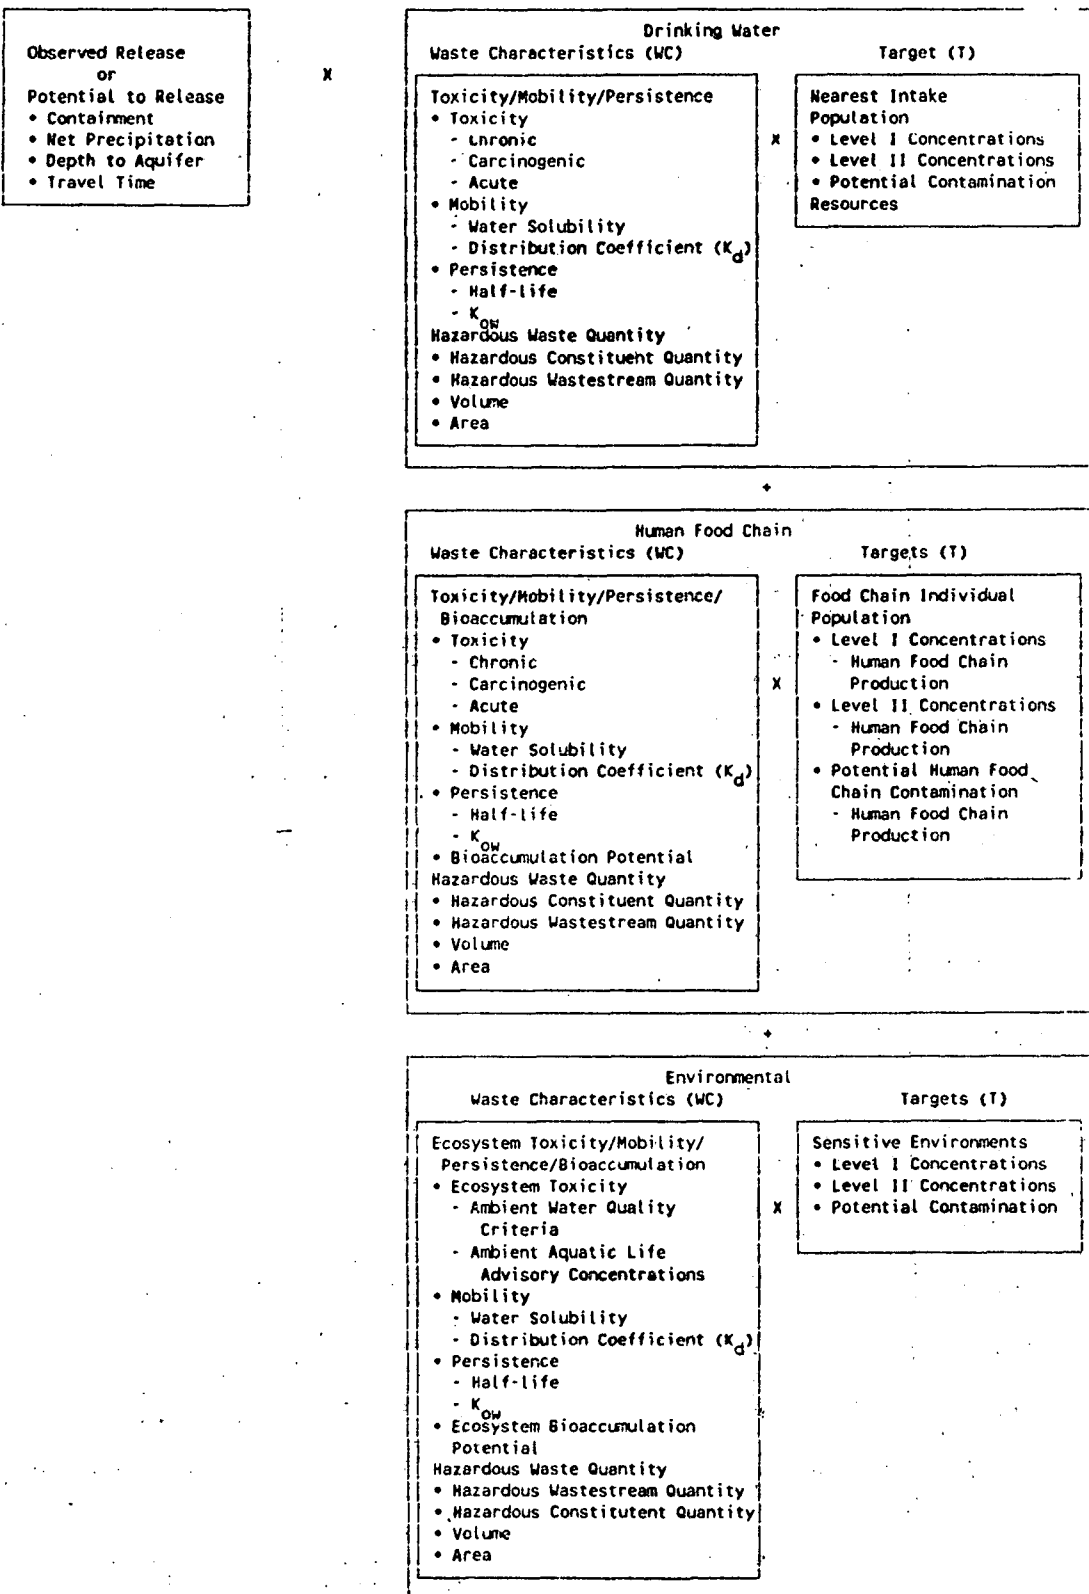 Observed Release
or
Potential to Release
• Containment
• Net Precipitation
• Depth to Aquifer
• Travel Time
X
Drinking Water
Waste Characteristics (WC)
Toxicity/Mobility/Persistence
• Toxicity
- Chronic
- Carcinogenic
- Acute
• Mobility
- Water Solubility
- Distribution Coefficient (Kd)
• Persistence
- Half-life
- Kow
Hazardous Waste Quantity
• Hazardous Constituent Quantity
• Hazardous Wastestream Quantity
• Volume
• Area
X
Target (T)
Nearest Intake
Population
• Level I Concentrations
• Level II Concentrations
• Potential Contamination
Resources
+
Human Food Chain
Waste Characteristics (WC)
Toxicity/Mobility/Persistence/
Bioaccumulation
• Toxicity
- Chronic
- Carcinogenic
- Acute
• Mobility
- Water Solubility
- Distribution Coefficient (Kd)
• Persistence
- Half-life
- Kow
• Bioaccumulation Potential
Hazardous Waste Quantity
• Hazardous Constituent Quantity
• Hazardous Wastestream Quantity
• Volume
• Area
X
Targets (T)
Food Chain Individual
Population
• Level I Concentrations
- Human Food Chain
Production
• Level II Concentrations
- Human Food Chain
Production
• Potential Human Food
Chain Contamination
- Human Food Chain
Production
+
Environmental
Waste Characteristics (WC)
Ecosystem Toxicity/Mobility/
Persistence/Bioaccumulation
• Ecosystem Toxicity
- Ambient Water Quality
Criteria
- Ambient Aquatic Life
Advisory Concentrations
• Mobility
- Water Solubility
- Distribution Coefficient (Kd)
• Persistence
- Half-life
- Kow
• Ecosystem Bioaccumulation
Potential
Hazardous Waste Quantity
• Hazardous Wastestream Quantity
• Hazardous Constitutent Quantity
• Volume
• Area
X
Targets (T)
Sensitive Environments
• Level I Concentrations
• Level II Concentrations
• Potential Contamination